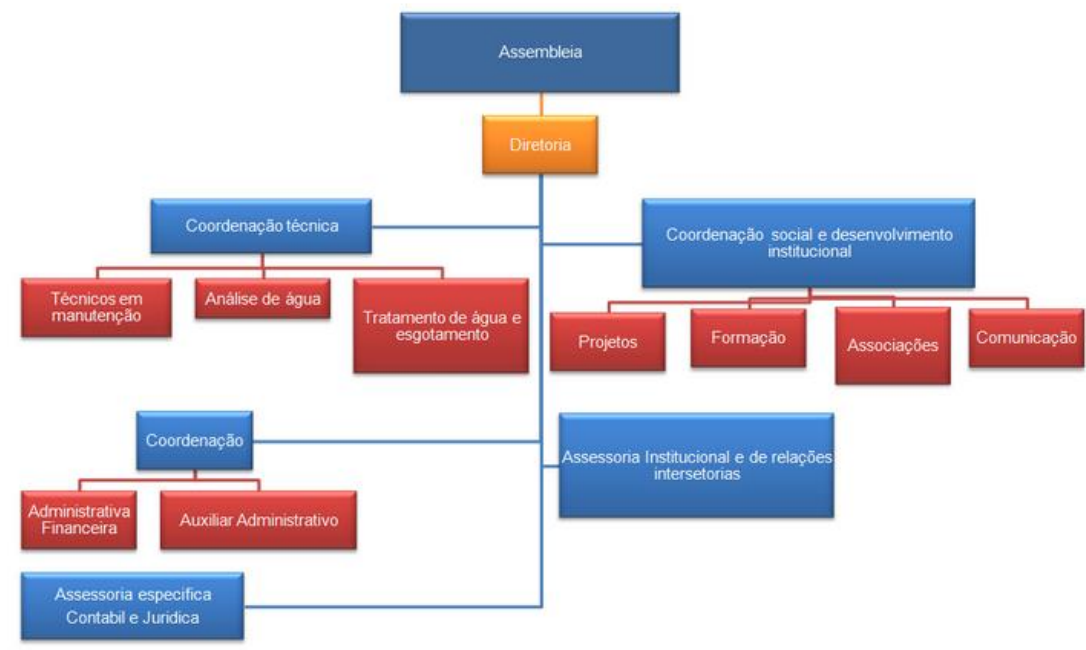 Assembleia
Diretoria
Coordenação técnica
Técnicos em
manutenção
Análise de água
Tratamento de água e
esgotamento
Coordenação social e desenvolvimento
institucional
Projetos
Formação
Associações
Comunicação
Coordenação
Administrativa
Financeira
Auxiliar Administrativo
Assessoria Institucional e de relações
intersetorias
Assessoria especifica
Contabil e Juridica